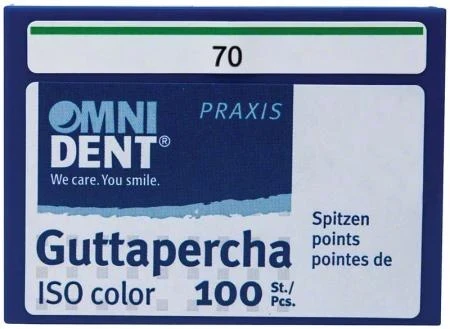 70
OMNI
DENT®
PRAXIS
We care. You smile.
Guttapercha
ISO color 100 St./
Pcs.
Spitzen
points
pointes de